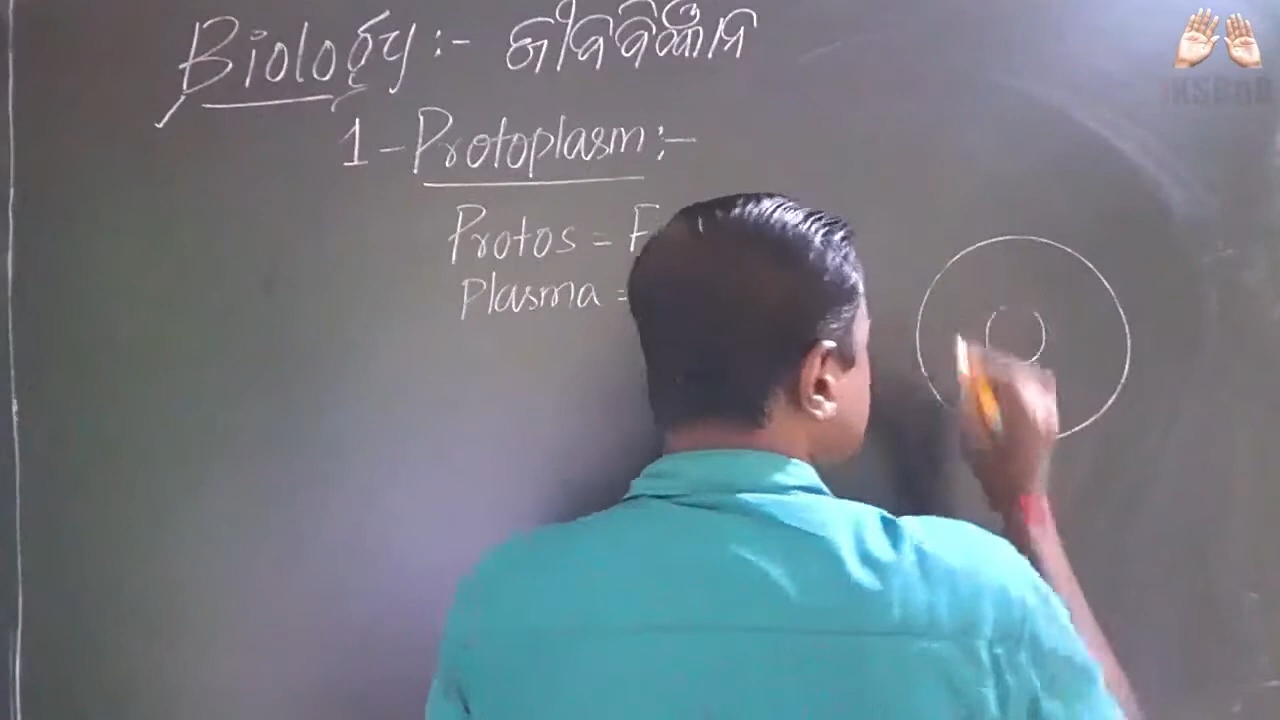 Biology :- ଜୀବବିଜ୍ଞାନ
1-Protoplasm:-
Protos = F
Plasma =